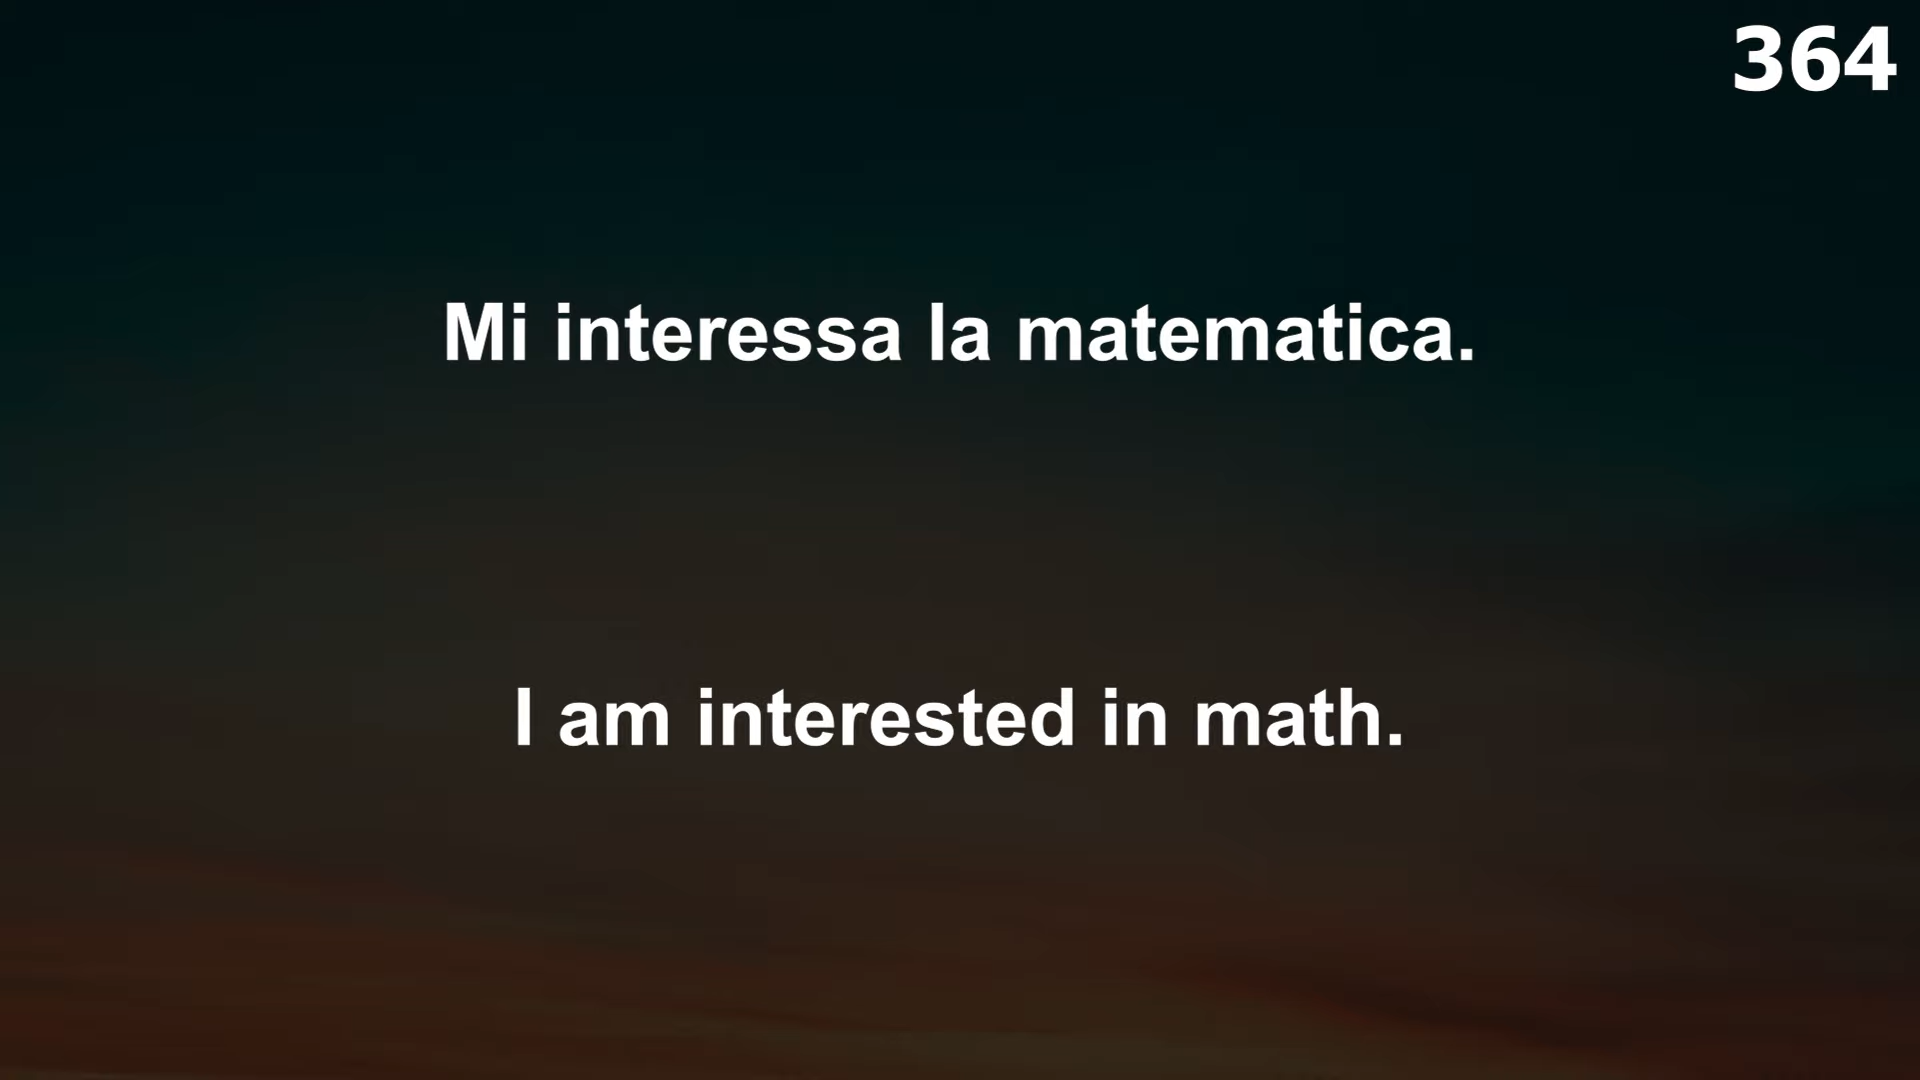 364
Mi interessa la matematica.
I am interested in math.